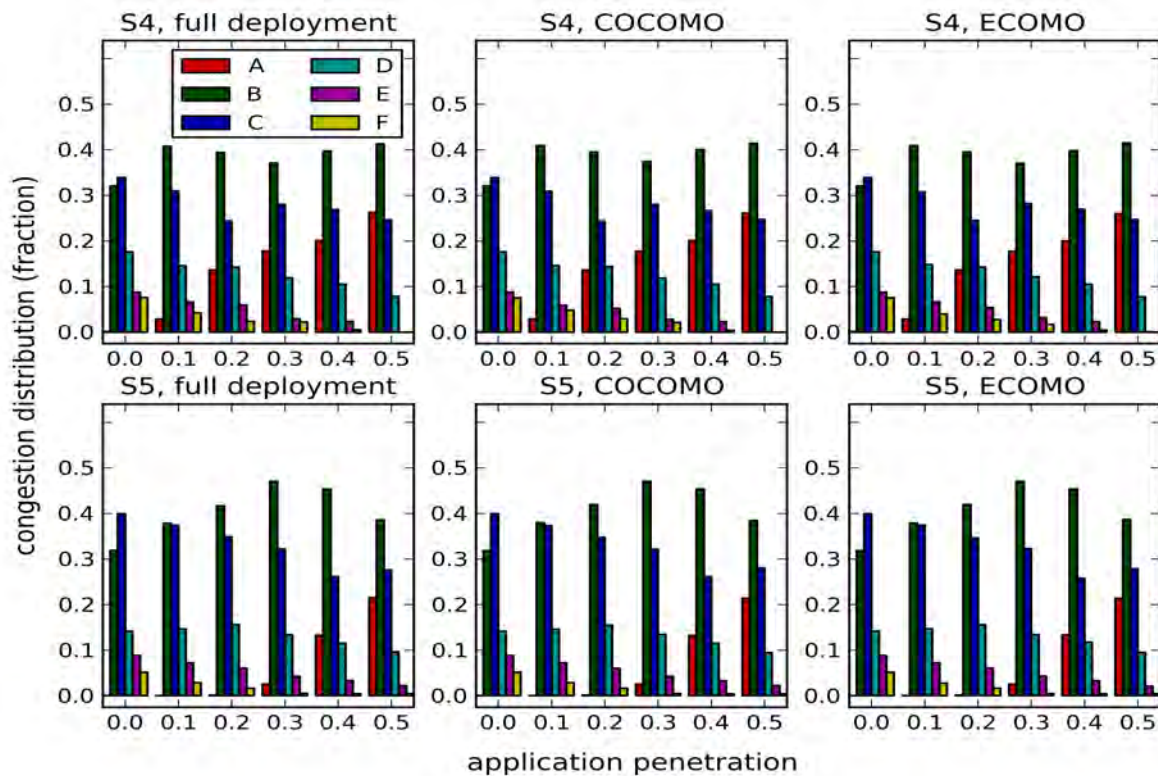 S4, full deployment
S4, COCOMO
S4, ECOMO
A
D
B
E
C
F
0.5
0.4
0.3
0.2
0.1
0.0
0.0 0.1 0.2 0.3 0.4 0.5
0.0 0.1 0.2 0.3 0.4 0.5
0.0 0.1 0.2 0.3 0.4 0.5
0.5
0.4
0.3
0.2
0.1
0.0
0.5
0.4
0.3
0.2
0.1
0.0
congestion distribution (fraction)
S5, full deployment
S5, COCOMO
S5, ECOMO
0.5
0.4
0.3
0.2
0.1
0.0
0.0 0.1 0.2 0.3 0.4 0.5
0.5
0.4
0.3
0.2
0.1
0.0
0.0 0.1 0.2 0.3 0.4 0.5
0.5
0.4
0.3
0.2
0.1
0.0
0.0 0.1 0.2 0.3 0.4 0.5
application penetration